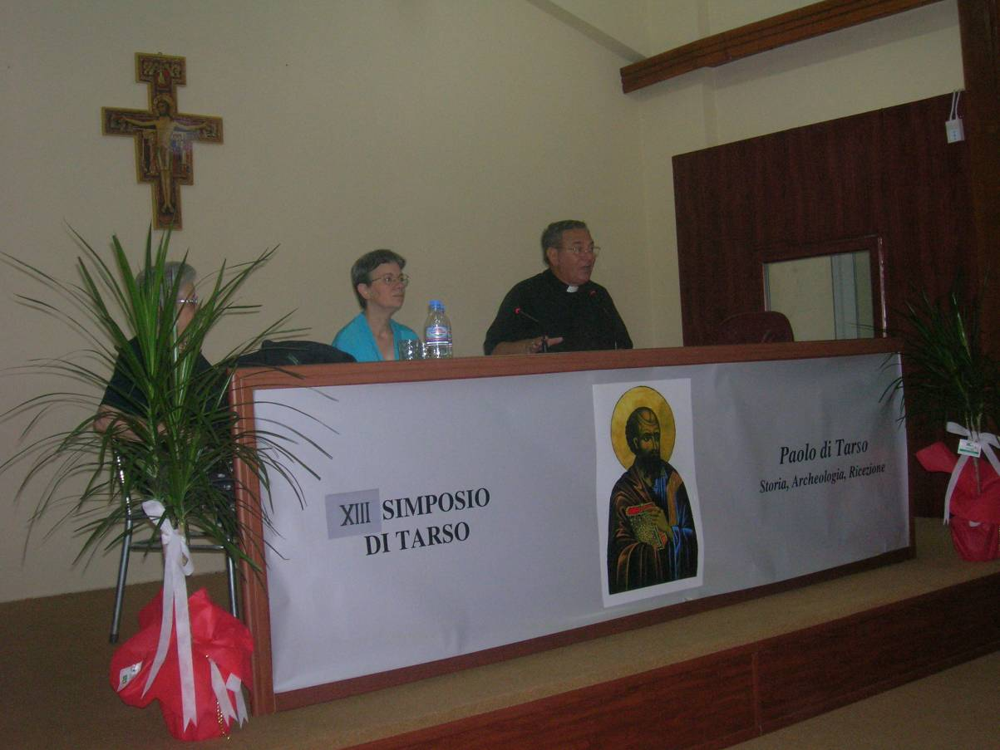 XIII SIMPOSIO
DI TARSO
Paolo di Tarso
Storia, Archeologia, Ricezione